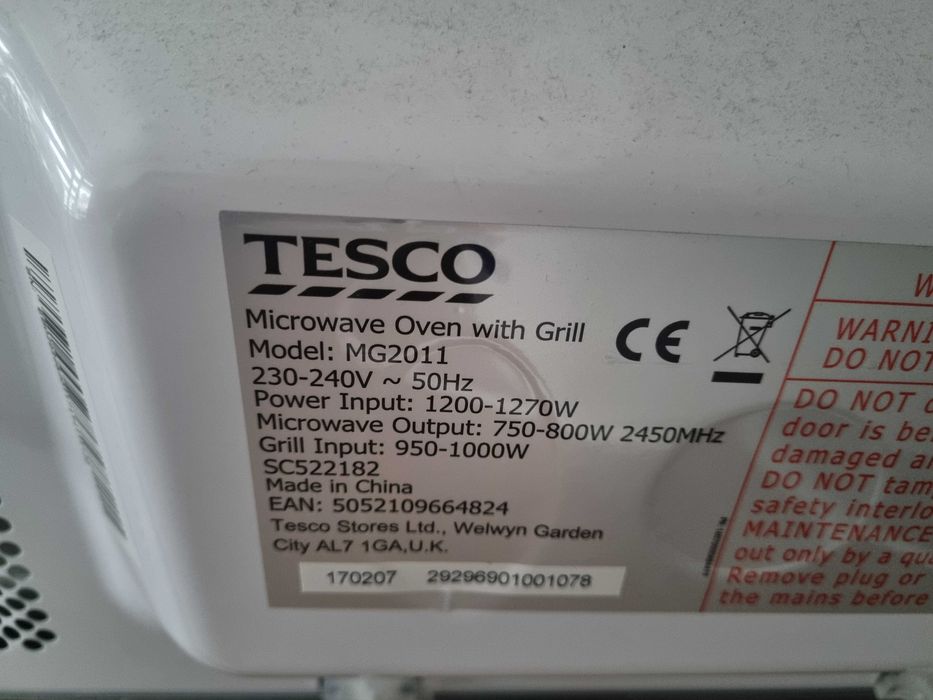 TESCO
Microwave Oven with Grill
Model: MG2011
230-240V ~ 50Hz
Power Input: 1200-1270W
Microwave Output: 750-800W 2450MHz
Grill Input: 950-1000W
SC522182
Made in China
EAN: 5052109664824
Tesco Stores Ltd., Welwyn Garden
City AL7 1GA,U.K.
170207 29296901001078
CE
W
WARNI
DO NOT
DO NOT
door is be
damaged a
DO NOT tam
safety interlo
MAINTENANCE
out only by a qu
Remove plug or
the mains before